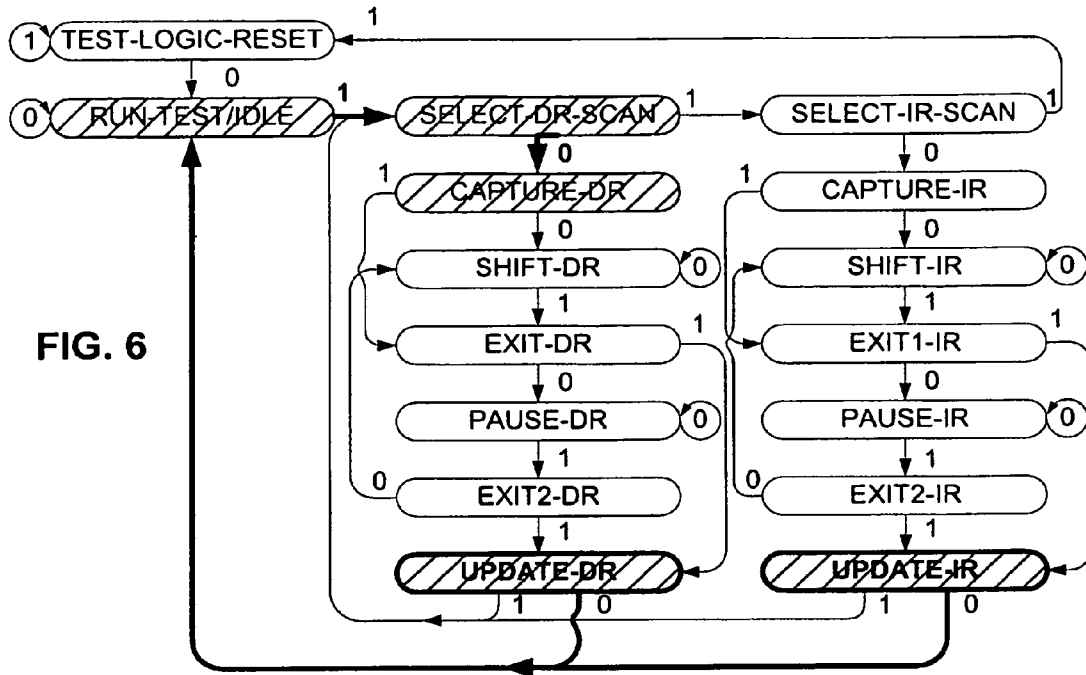 1
1 TEST-LOGIC-RESET
0
0 RUN-TEST/IDLE 1 SELECT-DR-SCAN 1 SELECT-IR-SCAN 1
0 0
1 CAPTURE-DR 1 CAPTURE-IR
0 0
SHIFT-DR 0 SHIFT-IR 0
1 1
FIG. 6
EXIT-DR 1 EXIT1-IR 1
0 0
PAUSE-DR 0 PAUSE-IR 0
1 1
0 EXIT2-DR 0 EXIT2-IR
1 1
UPDATE-DR UPDATE-IR
1 0 1 0